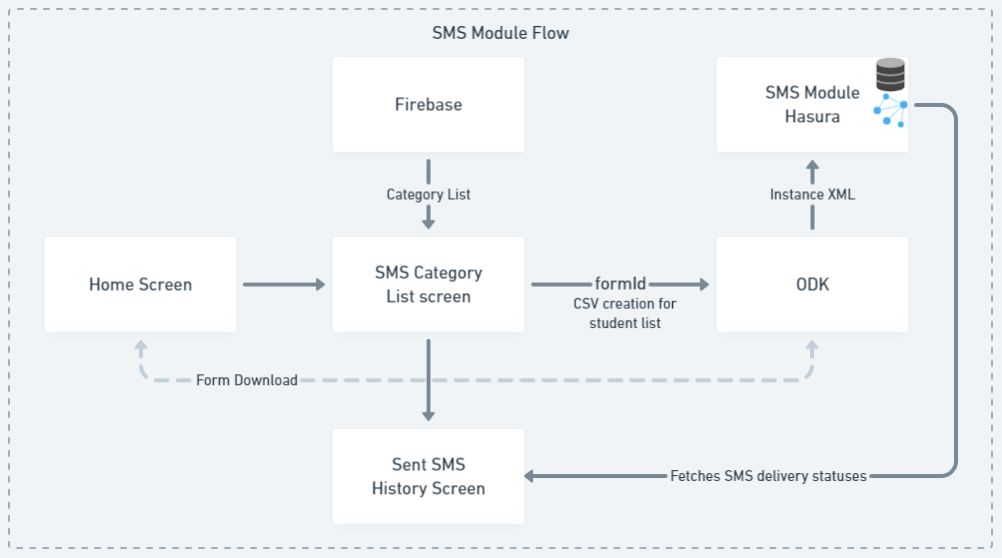 SMS Module Flow
Firebase
SMS Module
Hasura
Category List
Instance XML
Home Screen
SMS Category
List screen
formId
CSV creation for
student list
ODK
Form Download
Sent SMS
History Screen
Fetches SMS delivery statuses